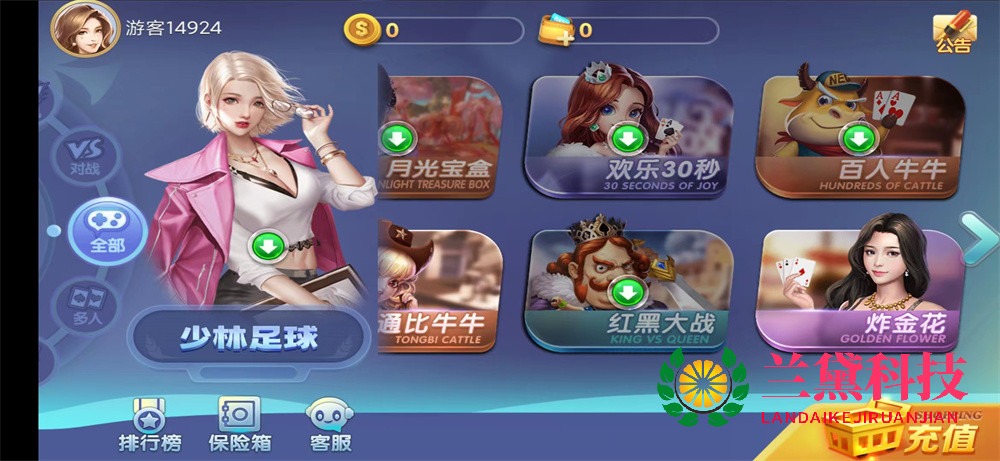 游客14924
0
0
公告
VS
对战
全部
多人
少林足球
月光宝盒
NLIGHT TREASURE BOX
欢乐30秒
30 SECONDS OF JOY
NEW
百人牛牛
HUNDREDS OF CATTLE
通比牛牛
TONGBI CATTLE
红黑大战
KING VS QUEEN
炸金花
GOLDEN FLOWER
兰黛科技
LANDAIKEJIRUANJIAN
排行榜
保险箱
客服
充值